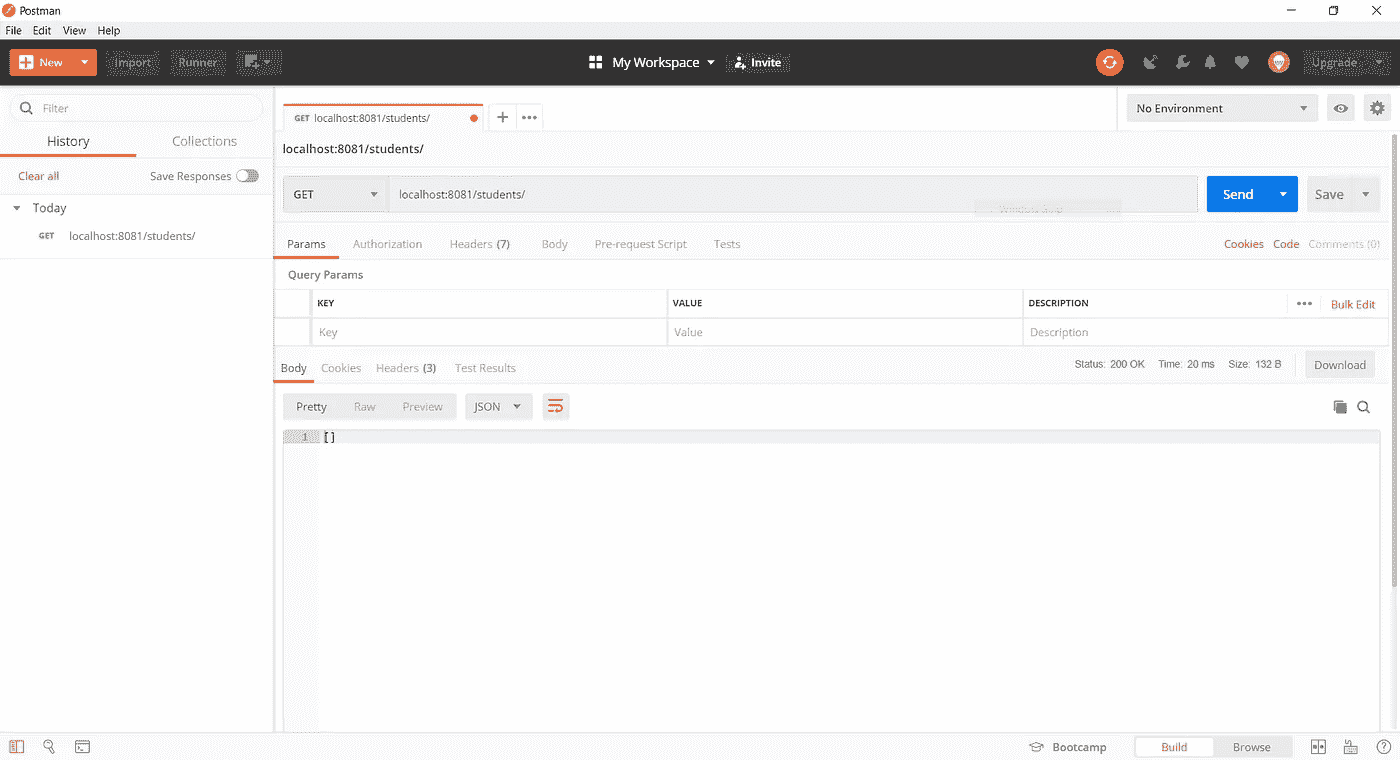 Postman
File Edit View Help
New Import Runner My Workspace Invite Upgrade
Filter
History Collections
Clear all Save Responses
Today
GET localhost:8081/students/
GET localhost:8081/students/
No Environment
localhost:8081/students/
GET localhost:8081/students/ Send Save
Params Authorization Headers (7) Body Pre-request Script Tests Cookies Code Comments (0)
Query Params
KEY VALUE DESCRIPTION Bulk Edit
Key Value Description
Body Cookies Headers (3) Test Results Status: 200 OK Time: 20 ms Size: 132 B Download
Pretty Raw Preview JSON
1 []
Bootcamp Build Browse